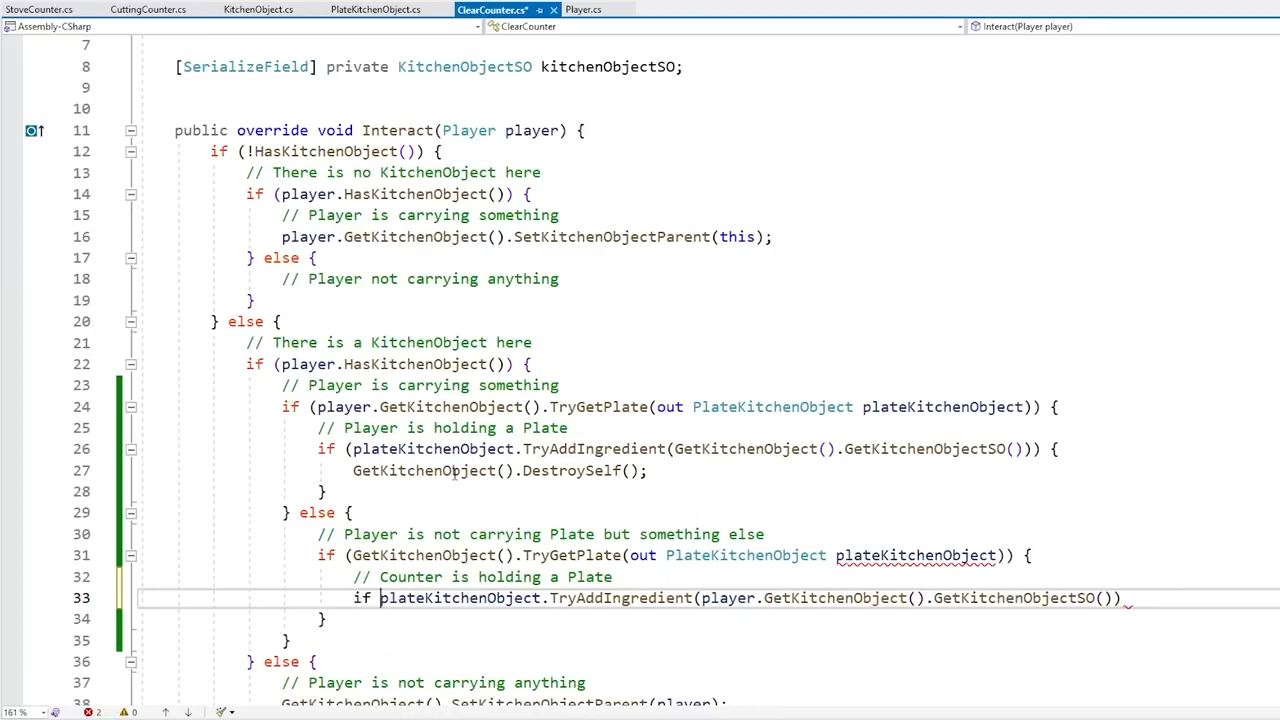 StoveCounter.cs CuttingCounter.cs KitchenObject.cs PlateKitchenObject.cs ClearCounter.cs* Player.cs
Assembly-CSharp ClearCounter Interact(Player player)
7
8 [SerializeField] private KitchenObjectSO kitchenObjectSO;
9
10
11 public override void Interact(Player player) {
12 if (!HasKitchenObject()) {
13 // There is no KitchenObject here
14 if (player.HasKitchenObject()) {
15 // Player is carrying something
16 player.GetKitchenObject().SetKitchenObjectParent(this);
17 } else {
18 // Player not carrying anything
19 }
20 } else {
21 // There is a KitchenObject here
22 if (player.HasKitchenObject()) {
23 // Player is carrying something
24 if (player.GetKitchenObject().TryGetPlate(out PlateKitchenObject plateKitchenObject)) {
25 // Player is holding a Plate
26 if (plateKitchenObject.TryAddIngredient(GetKitchenObject().GetKitchenObjectSO())) {
27 GetKitchenObject().DestroySelf();
28 }
29 } else {
30 // Player is not carrying Plate but something else
31 if (GetKitchenObject().TryGetPlate(out PlateKitchenObject plateKitchenObject)) {
32 // Counter is holding a Plate
33 if plateKitchenObject.TryAddIngredient(player.GetKitchenObject().GetKitchenObjectSO())
34 }
35 }
36 } else {
37 // Player is not carrying anything
38 GetKitchenObject().SetKitchenObjectParent(player);
161 % 2 0